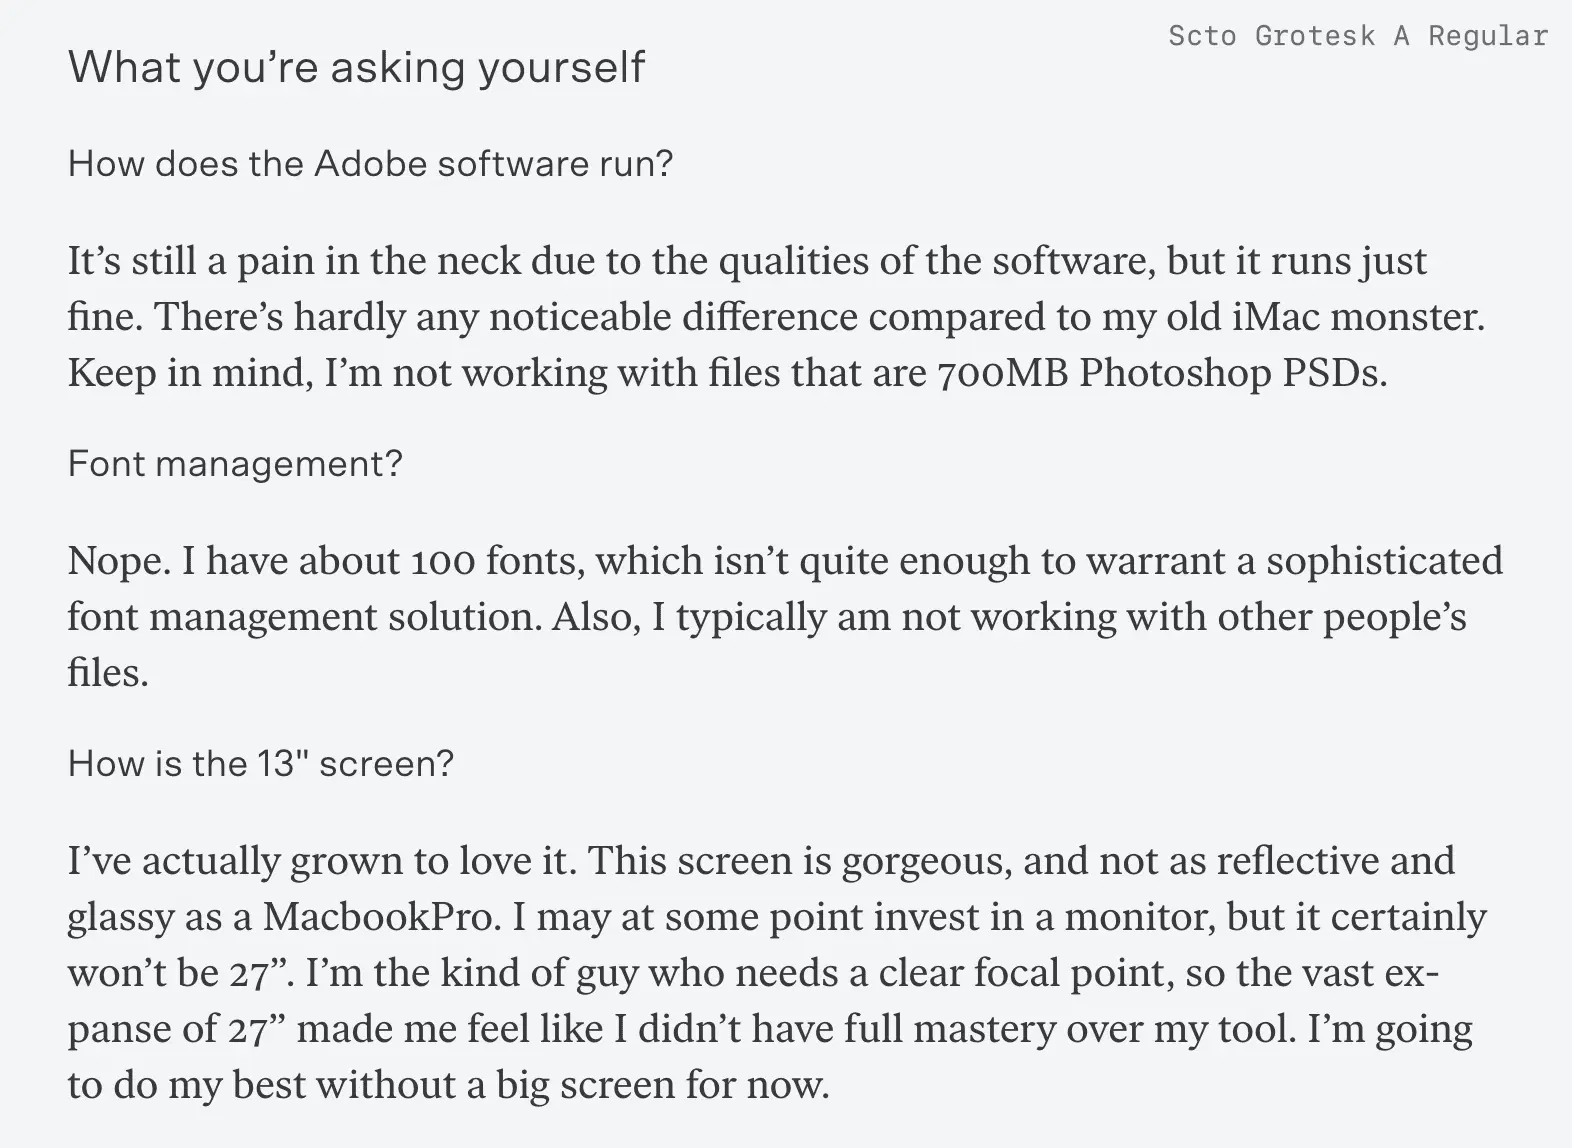 Scto Grotesk A Regular
What you’re asking yourself
How does the Adobe software run?
It’s still a pain in the neck due to the qualities of the software, but it runs just
fine. There’s hardly any noticeable difference compared to my old iMac monster.
Keep in mind, I’m not working with files that are 700MB Photoshop PSDs.
Font management?
Nope. I have about 100 fonts, which isn’t quite enough to warrant a sophisticated
font management solution. Also, I typically am not working with other people’s
files.
How is the 13" screen?
I’ve actually grown to love it. This screen is gorgeous, and not as reflective and
glassy as a MacbookPro. I may at some point invest in a monitor, but it certainly
won’t be 27”. I’m the kind of guy who needs a clear focal point, so the vast ex-
panse of 27” made me feel like I didn’t have full mastery over my tool. I’m going
to do my best without a big screen for now.